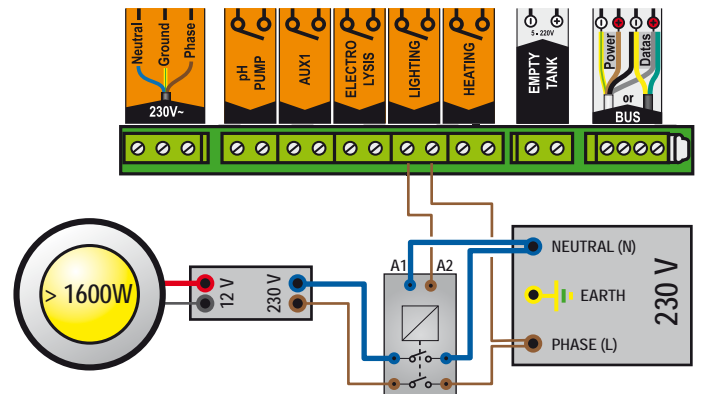 Neutral
Ground
Phase
230V~
pH
PUMP
AUX1
ELECTRO
LYSIS
LIGHTING
HEATING
5 - 220V
EMPTY
TANK
Power
Datas
or
BUS
> 1600W
12 V
230 V
A1
A2
NEUTRAL (N)
EARTH
PHASE (L)
230 V